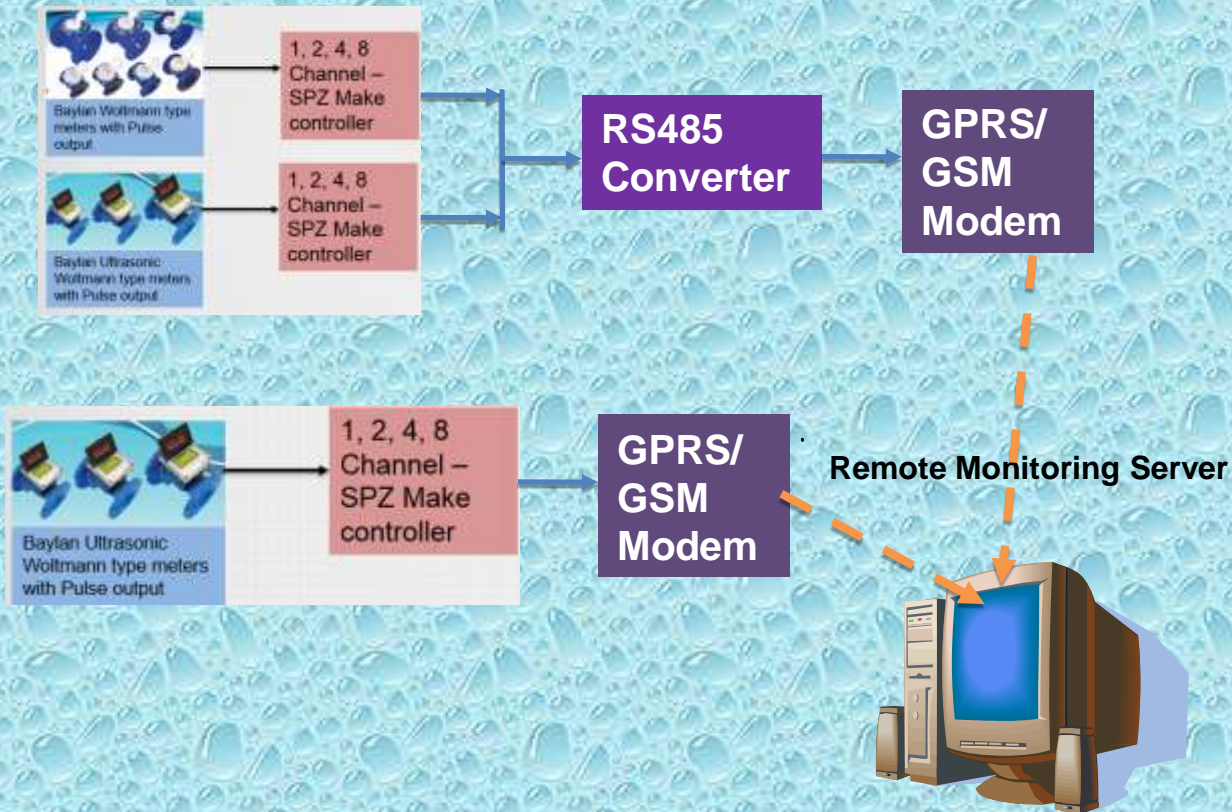 Baylan Woltmann type
meters with Pulse
output
1, 2, 4, 8
Channel –
SPZ Make
controller
Baylan Ultrasonic
Woltmann type meters
with Pulse output
1, 2, 4, 8
Channel –
SPZ Make
controller
RS485
Converter
GPRS/
GSM
Modem
Baylan Ultrasonic
Woltmann type meters
with Pulse output
1, 2, 4, 8
Channel –
SPZ Make
controller
GPRS/
GSM
Modem
.
Remote Monitoring Server